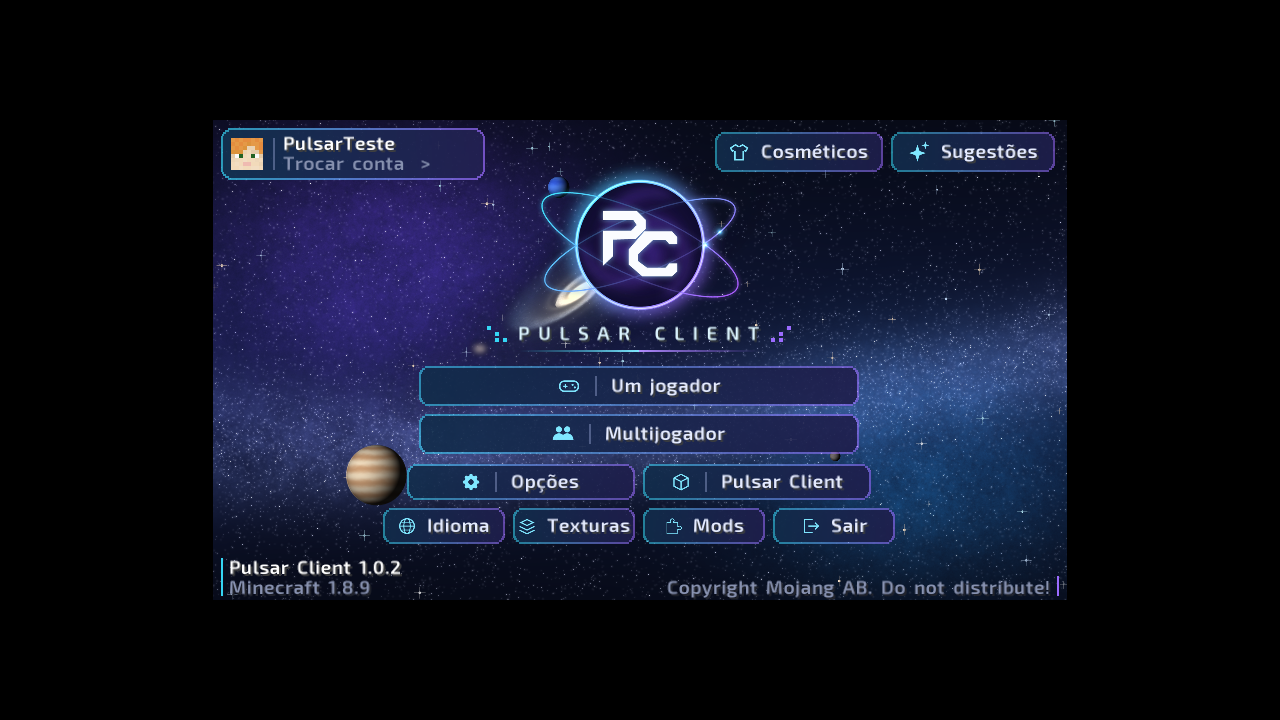 PulsarTeste
Trocar conta >
Cosméticos
Sugestões
PC
PULSAR CLIENT
Um jogador
Multijogador
Opções
Pulsar Client
Idioma
Texturas
Mods
Sair
Pulsar Client 1.0.2
Minecraft 1.8.9
Copyright Mojang AB. Do not distribute!